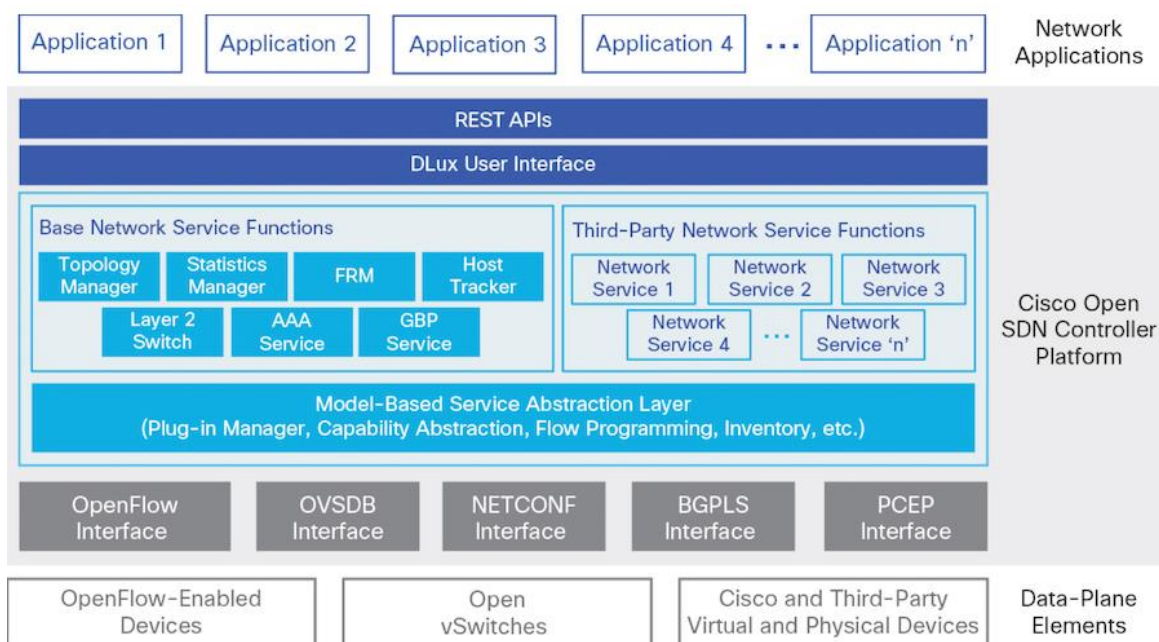 Application 1
Application 2
Application 3
Application 4
...
Application ‘n’
Network
Applications
REST APIs
DLux User Interface
Base Network Service Functions
Topology
Manager
Statistics
Manager
FRM
Host
Tracker
Layer 2
Switch
AAA
Service
GBP
Service
Third-Party Network Service Functions
Network
Service 1
Network
Service 2
Network
Service 3
Network
Service 4
...
Network
Service ‘n’
Cisco Open
SDN Controller
Platform
Model-Based Service Abstraction Layer
(Plug-in Manager, Capability Abstraction, Flow Programming, Inventory, etc.)
OpenFlow
Interface
OVSDB
Interface
NETCONF
Interface
BGPLS
Interface
PCEP
Interface
OpenFlow-Enabled
Devices
Open
vSwitches
Cisco and Third-Party
Virtual and Physical Devices
Data-Plane
Elements